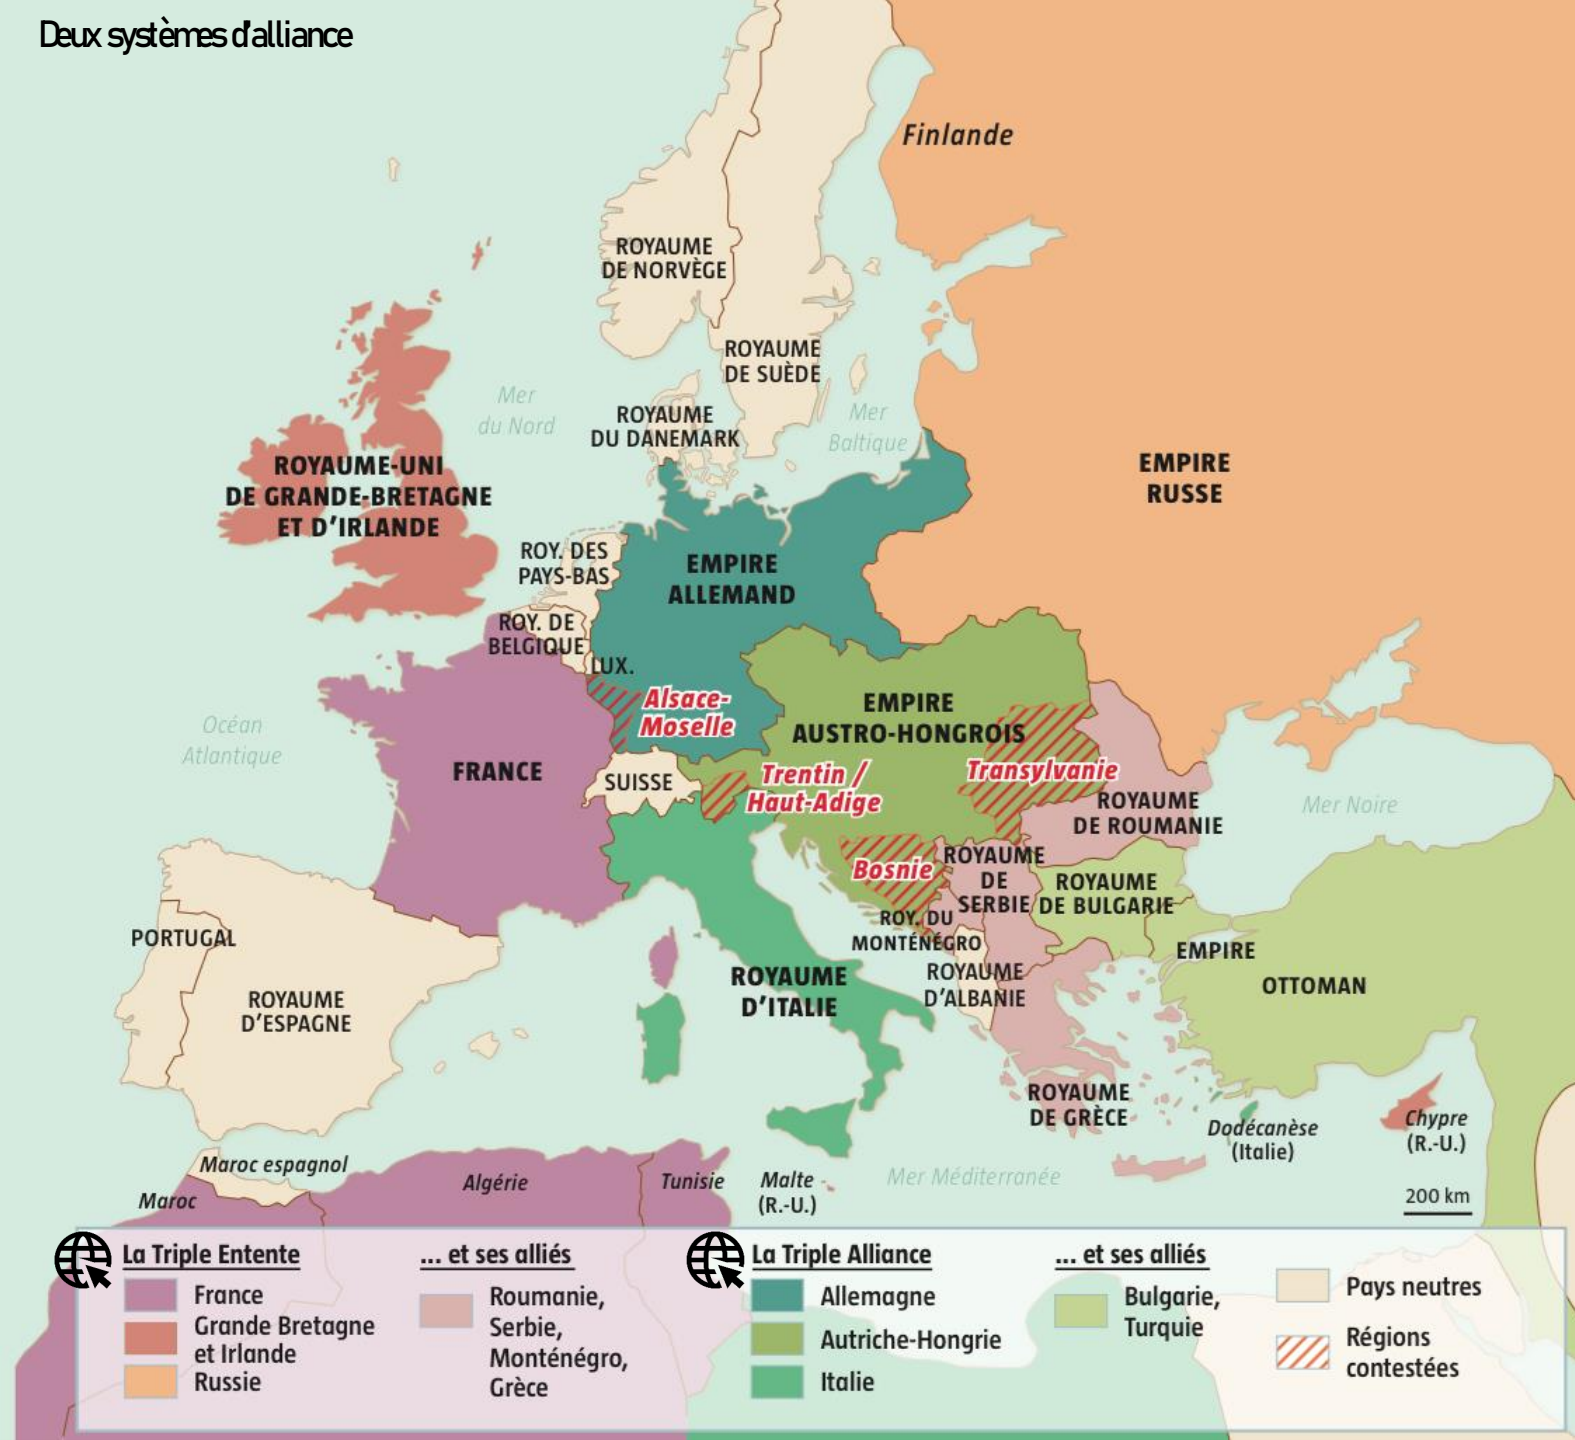 Deux systèmes d'alliance
Finlande
ROYAUME
DE NORVÈGE
ROYAUME
DE SUÈDE
Mer
du Nord
ROYAUME
DU DANEMARK
Mer
Baltique
ROYAUME-UNI
DE GRANDE-BRETAGNE
ET D'IRLANDE
EMPIRE
RUSSE
ROY. DES
PAYS-BAS
EMPIRE
ALLEMAND
ROY. DE
BELGIQUE
LUX.
Alsace-
Moselle
EMPIRE
AUSTRO-HONGROIS
Océan
Atlantique
FRANCE
SUISSE
Trentin /
Haut-Adige
Transylvanie
ROYAUME
DE ROUMANIE
Mer Noire
Bosnie
ROYAUME
DE
SERBIE
ROYAUME
DE BULGARIE
ROY. DU
MONTÉNÉGRO
PORTUGAL
EMPIRE
OTTOMAN
ROYAUME
D'ITALIE
ROYAUME
D'ALBANIE
ROYAUME
D'ESPAGNE
ROYAUME
DE GRÈCE
Dodécanèse
(Italie)
Chypre
(R.-U.)
Maroc espagnol
Maroc
Algérie
Tunisie
Malte
(R.-U.)
Mer Méditerranée
200 km
La Triple Entente
France
Grande Bretagne
et Irlande
Russie
... et ses alliés
Roumanie,
Serbie,
Monténégro,
Grèce
La Triple Alliance
Allemagne
Autriche-Hongrie
Italie
... et ses alliés
Bulgarie,
Turquie
Pays neutres
Régions
contestées